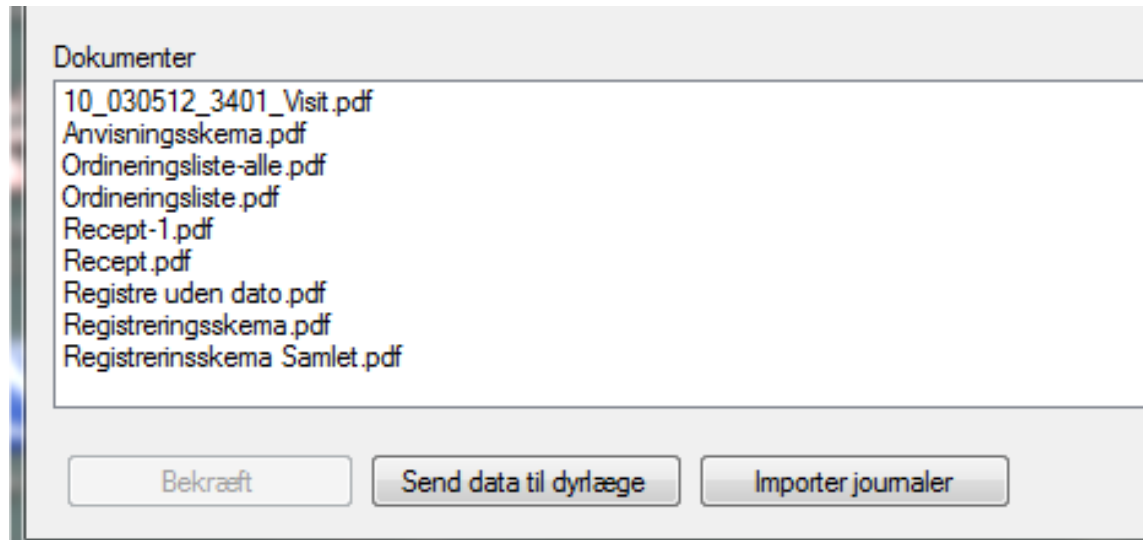 Dokumenter
10_030512_3401_Visit.pdf
Anvisningsskema.pdf
Ordineringsliste-alle.pdf
Ordineringsliste.pdf
Recept-1.pdf
Recept.pdf
Registre uden dato.pdf
Registreringsskema.pdf
Registrerinsskema Samlet.pdf
Bekræft
Send data til dyrlæge
Importer journaler